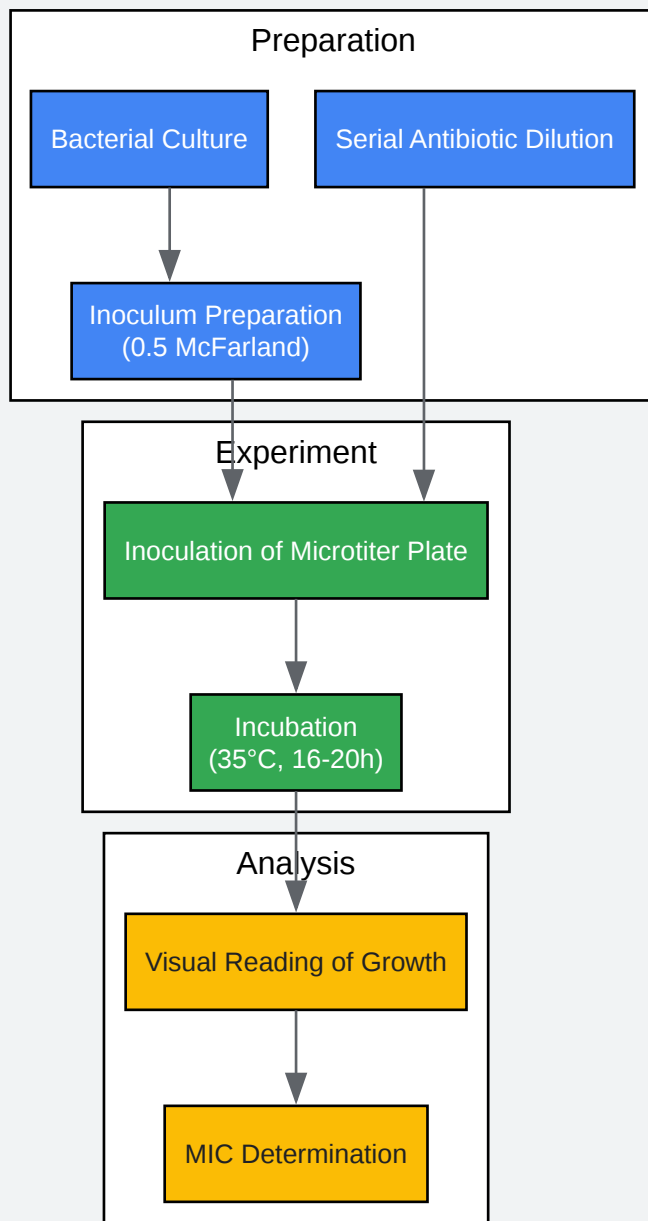 Preparation
Bacterial Culture
Serial Antibiotic Dilution
Inoculum Preparation
(0.5 McFarland)
Experiment
Inoculation of Microtiter Plate
Incubation
(35°C, 16-20h)
Analysis
Visual Reading of Growth
MIC Determination